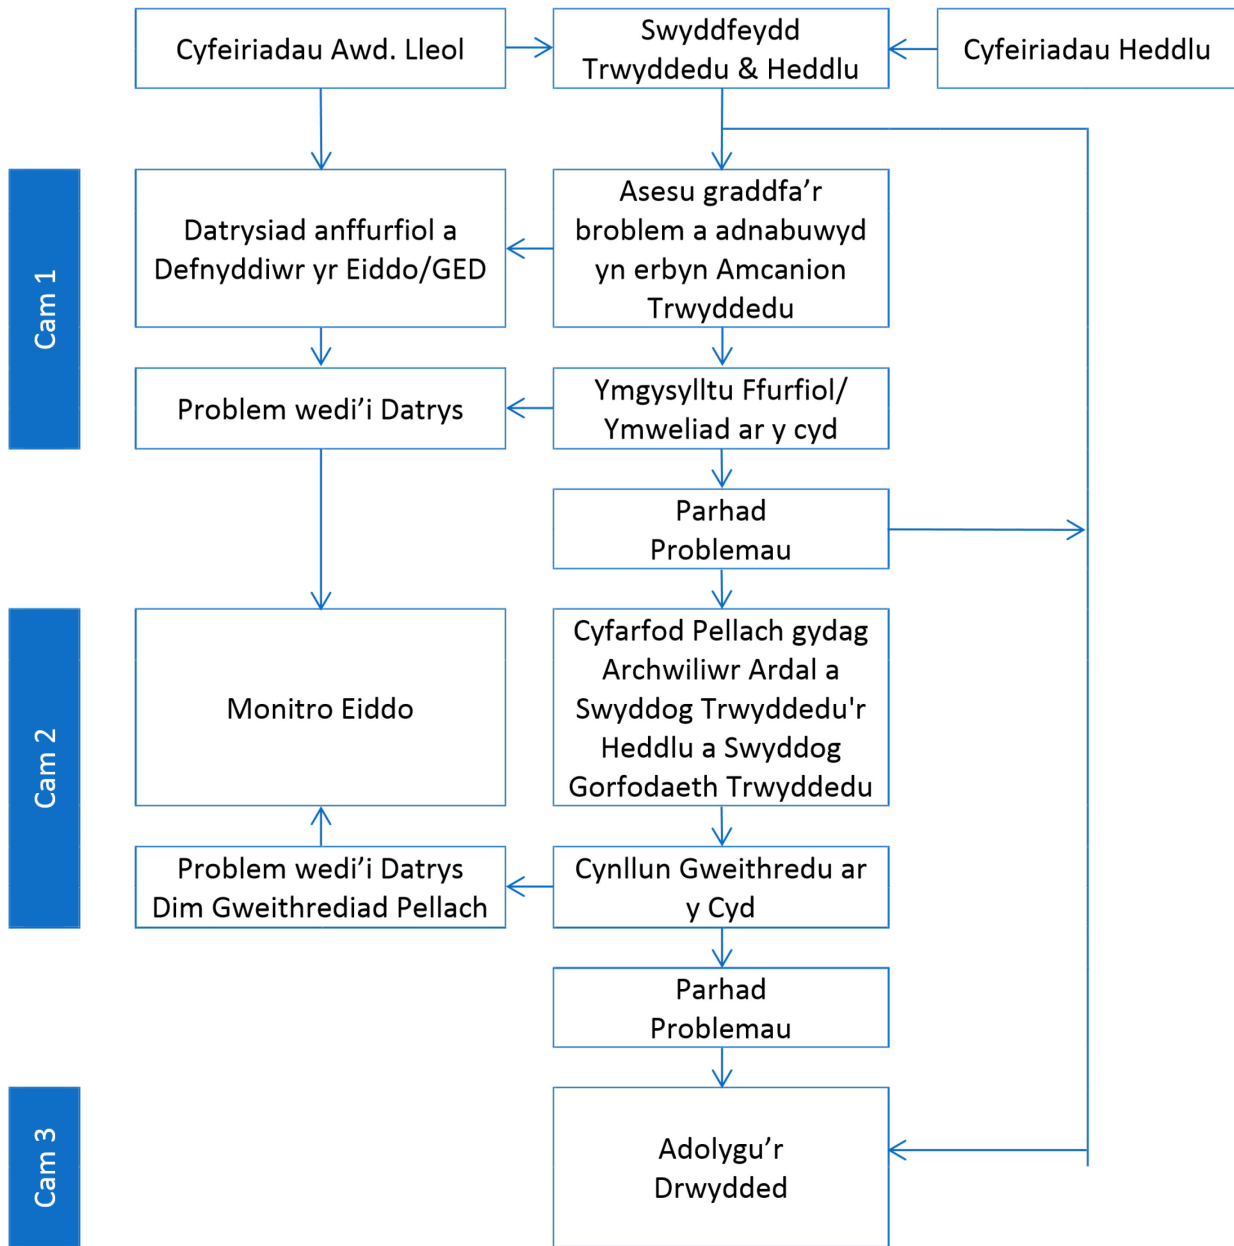 Cyfeiriadau Awd. Lleol
Swyddfeydd
Trwyddedu & Heddlu
Cyfeiriadau Heddlu
Cam 1
Datrysiad anffurfiol a
Defnyddiwr yr Eiddo/GED
Asesu graddfa’r
broblem a adnabuwyd
yn erbyn Amcanion
Trwyddedu
Problem wedi’i Datrys
Ymgysylltu Ffurfiol/
Ymweliad ar y cyd
Parhad
Problemau
Cam 2
Monitro Eiddo
Cyfarfod Pellach gydag
Archwiliwr Ardal a
Swyddog Trwyddedu'r
Heddlu a Swyddog
Gorfodaeth Trwyddedu
Problem wedi’i Datrys
Dim Gweithrediad Pellach
Cynllun Gweithredu ar
y Cyd
Parhad
Problemau
Cam 3
Adolygu’r
Drwydded